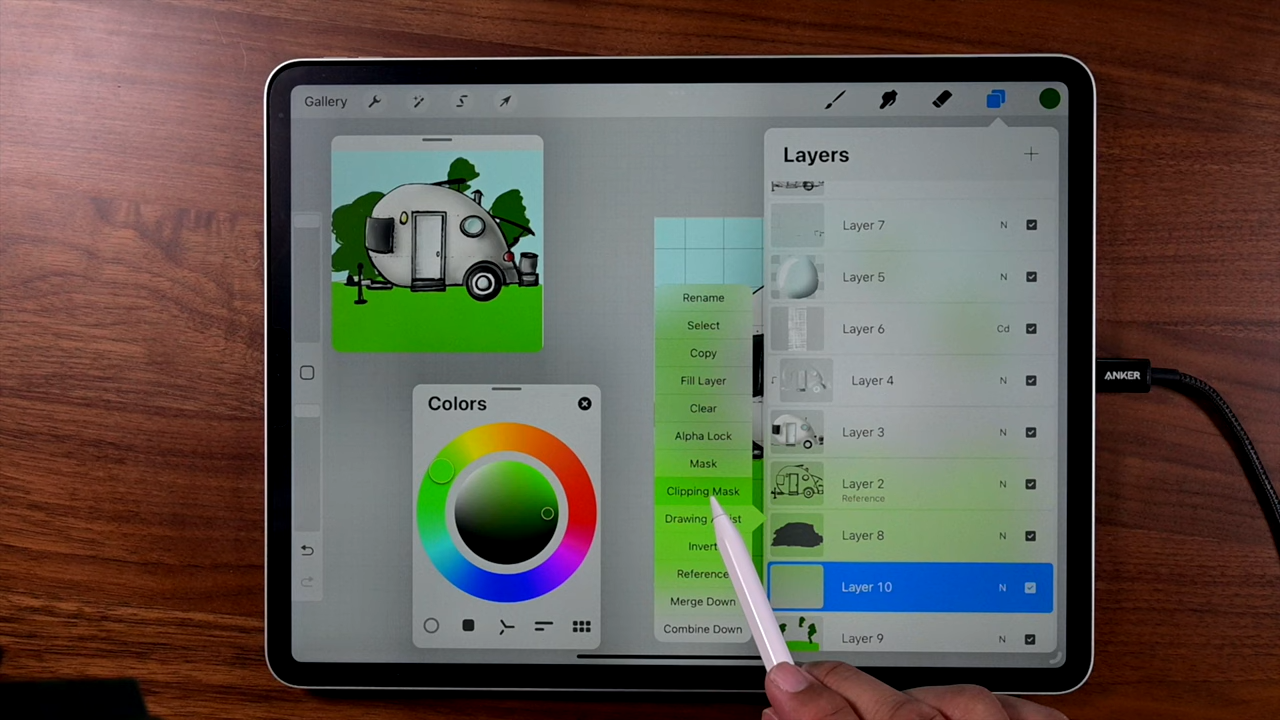 Gallery
Layers
Layer 7 N
Layer 5 N
Layer 6 Cd
Layer 4 N
Layer 3 N
Layer 2 N
Reference
Layer 8 N
Layer 10 N
Layer 9 N
Rename
Select
Copy
Fill Layer
Clear
Alpha Lock
Mask
Clipping Mask
Drawing
Invert
Reference
Merge Down
Combine Down
Colors
ANKER